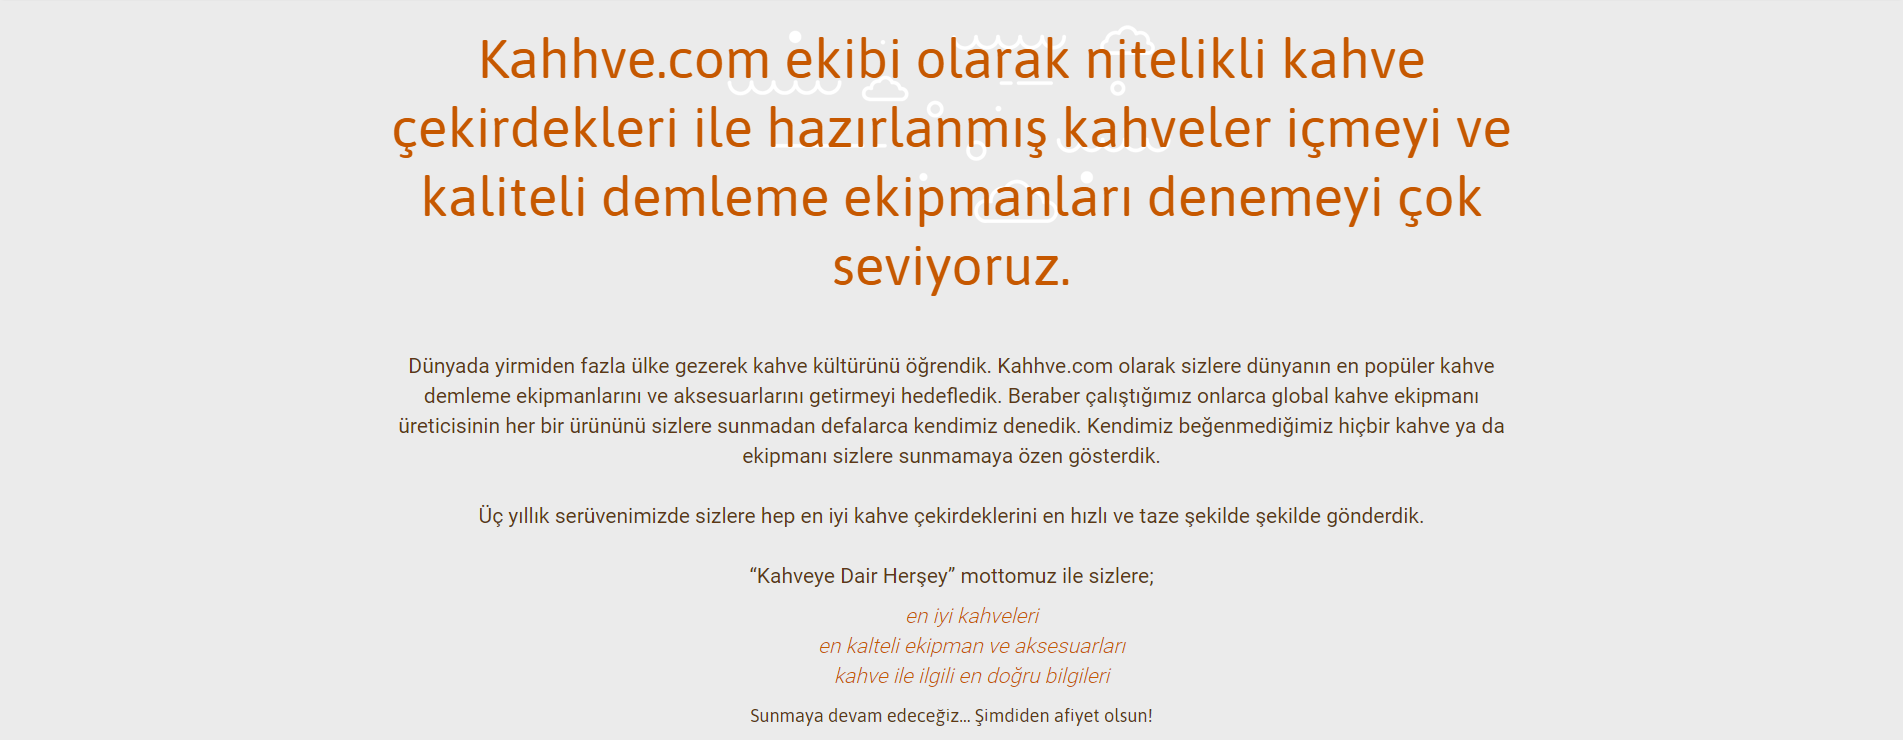 Kahhve.com ekibi olarak nitelikli kahve
çekirdekleri ile hazırlanmış kahveler içmeyi ve
kaliteli demleme ekipmanları denemeyi çok
seviyoruz.
Dünyada yirmiden fazla ülke gezerek kahve kültürünü öğrendik. Kahhve.com olarak sizlere dünyanın en popüler kahve
demleme ekipmanlarını ve aksesuarlarını getirmeyi hedefledik. Beraber çalıştığımız onlarca global kahve ekipmanı
üreticisinin her bir ürününü sizlere sunmadan defalarca kendimiz denedik. Kendimiz beğenmediğimiz hiçbir kahve ya da
ekipmanı sizlere sunmamaya özen gösterdik.
Üç yıllık serüvenimizde sizlere hep en iyi kahve çekirdeklerini en hızlı ve taze şekilde şekilde gönderdik.
“Kahveye Dair Herşey” mottomuz ile sizlere;
en iyi kahveleri
en kalteli ekipman ve aksesuarları
kahve ile ilgili en doğru bilgileri
Sunmaya devam edeceğiz... Şimdiden afiyet olsun!